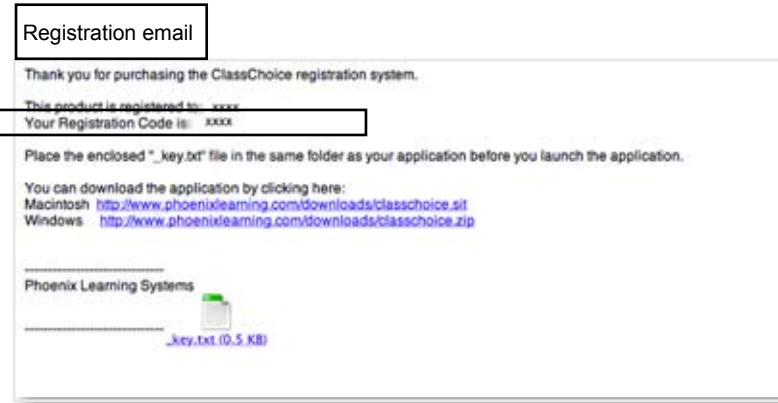 Registration email
Thank you for purchasing the ClassChoice registration system.
This product is registered to: xxxx
Your Registration Code is: xxxx
Place the enclosed "_key.txt" file in the same folder as your application before you launch the application.
You can download the application by clicking here:
Macintosh http://www.phoenixlearning.com/downloads/classchoice.sit
Windows http://www.phoenixlearning.com/downloads/classchoice.zip
------------------------------
Phoenix Learning Systems
------------------------------
_key.txt (0.5 KB)